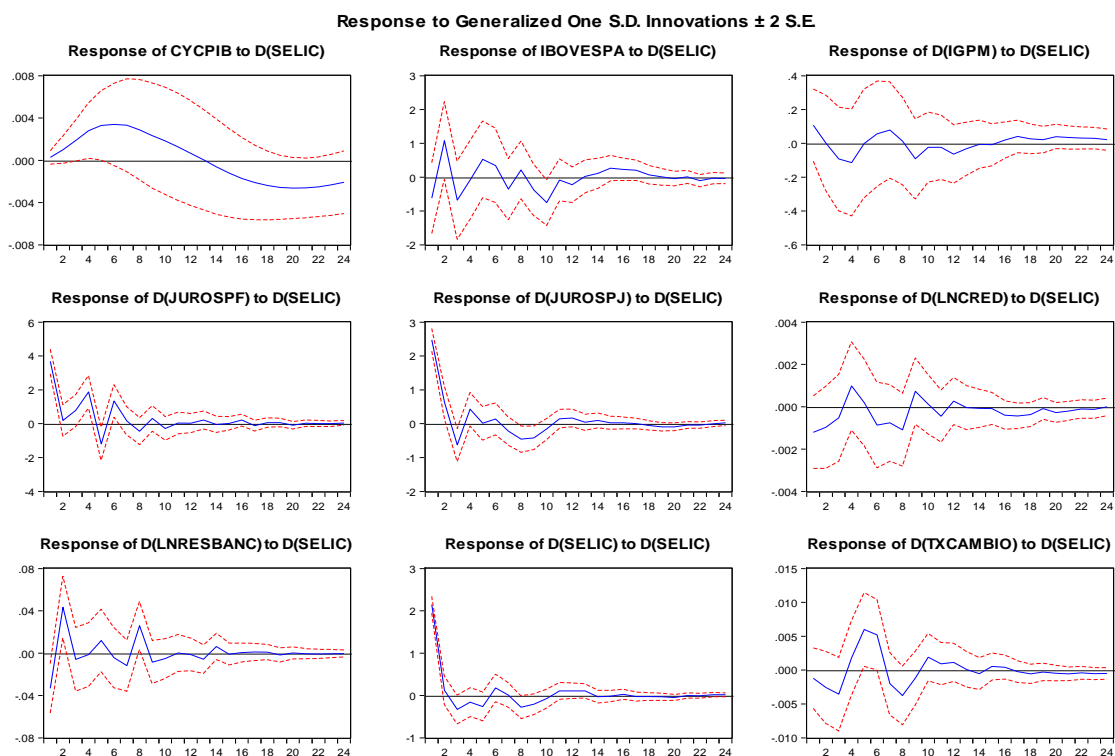 Response to Generalized One S.D. Innovations ± 2 S.E.
Response of CYCPIB to D(SELIC)
.008
.004
.000
-.004
-.008
2 4 6 8 10 12 14 16 18 20 22 24
Response of IBOVESPA to D(SELIC)
3
2
1
0
-1
-2
2 4 6 8 10 12 14 16 18 20 22 24
Response of D(IGPM) to D(SELIC)
.4
.2
.0
-.2
-.4
-.6
2 4 6 8 10 12 14 16 18 20 22 24
Response of D(JUROSPF) to D(SELIC)
6
4
2
0
-2
-4
2 4 6 8 10 12 14 16 18 20 22 24
Response of D(JUROSPJ) to D(SELIC)
3
2
1
0
-1
-2
2 4 6 8 10 12 14 16 18 20 22 24
Response of D(LNCRED) to D(SELIC)
.004
.002
.000
-.002
-.004
2 4 6 8 10 12 14 16 18 20 22 24
Response of D(LNRESBANC) to D(SELIC)
.08
.04
.00
-.04
-.08
2 4 6 8 10 12 14 16 18 20 22 24
Response of D(SELIC) to D(SELIC)
3
2
1
0
-1
2 4 6 8 10 12 14 16 18 20 22 24
Response of D(TXCAMBIO) to D(SELIC)
.015
.010
.005
.000
-.005
-.010
2 4 6 8 10 12 14 16 18 20 22 24